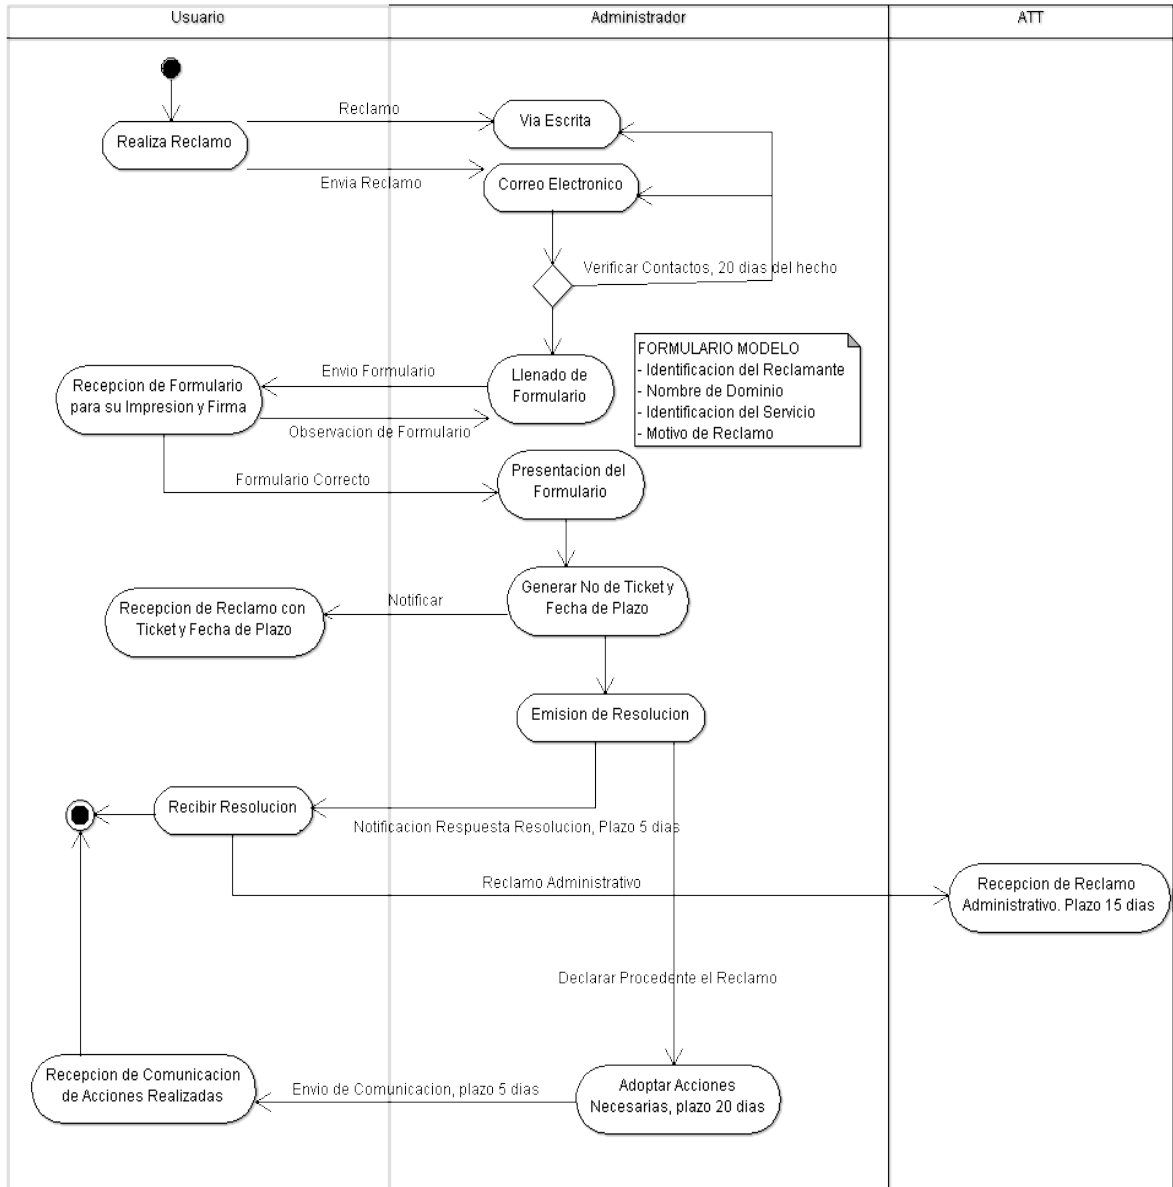 Usuario
Administrador
ATT
Realiza Reclamo
Reclamo
Via Escrita
Envia Reclamo
Correo Electronico
Verificar Contactos, 20 dias del hecho
FORMULARIO MODELO
- Identificacion del Reclamante
- Nombre de Dominio
- Identificacion del Servicio
- Motivo de Reclamo
Llenado de
Formulario
Envio Formulario
Recepcion de Formulario
para su Impresion y Firma
Observacion de Formulario
Formulario Correcto
Presentacion del
Formulario
Generar No de Ticket y
Fecha de Plazo
Notificar
Recepcion de Reclamo con
Ticket y Fecha de Plazo
Emision de Resolucion
Recibir Resolucion
Notificacion Respuesta Resolucion, Plazo 5 dias
Reclamo Administrativo
Recepcion de Reclamo
Administrativo. Plazo 15 dias
Declarar Procedente el Reclamo
Adoptar Acciones
Necesarias, plazo 20 dias
Envio de Comunicacion, plazo 5 dias
Recepcion de Comunicacion
de Acciones Realizadas